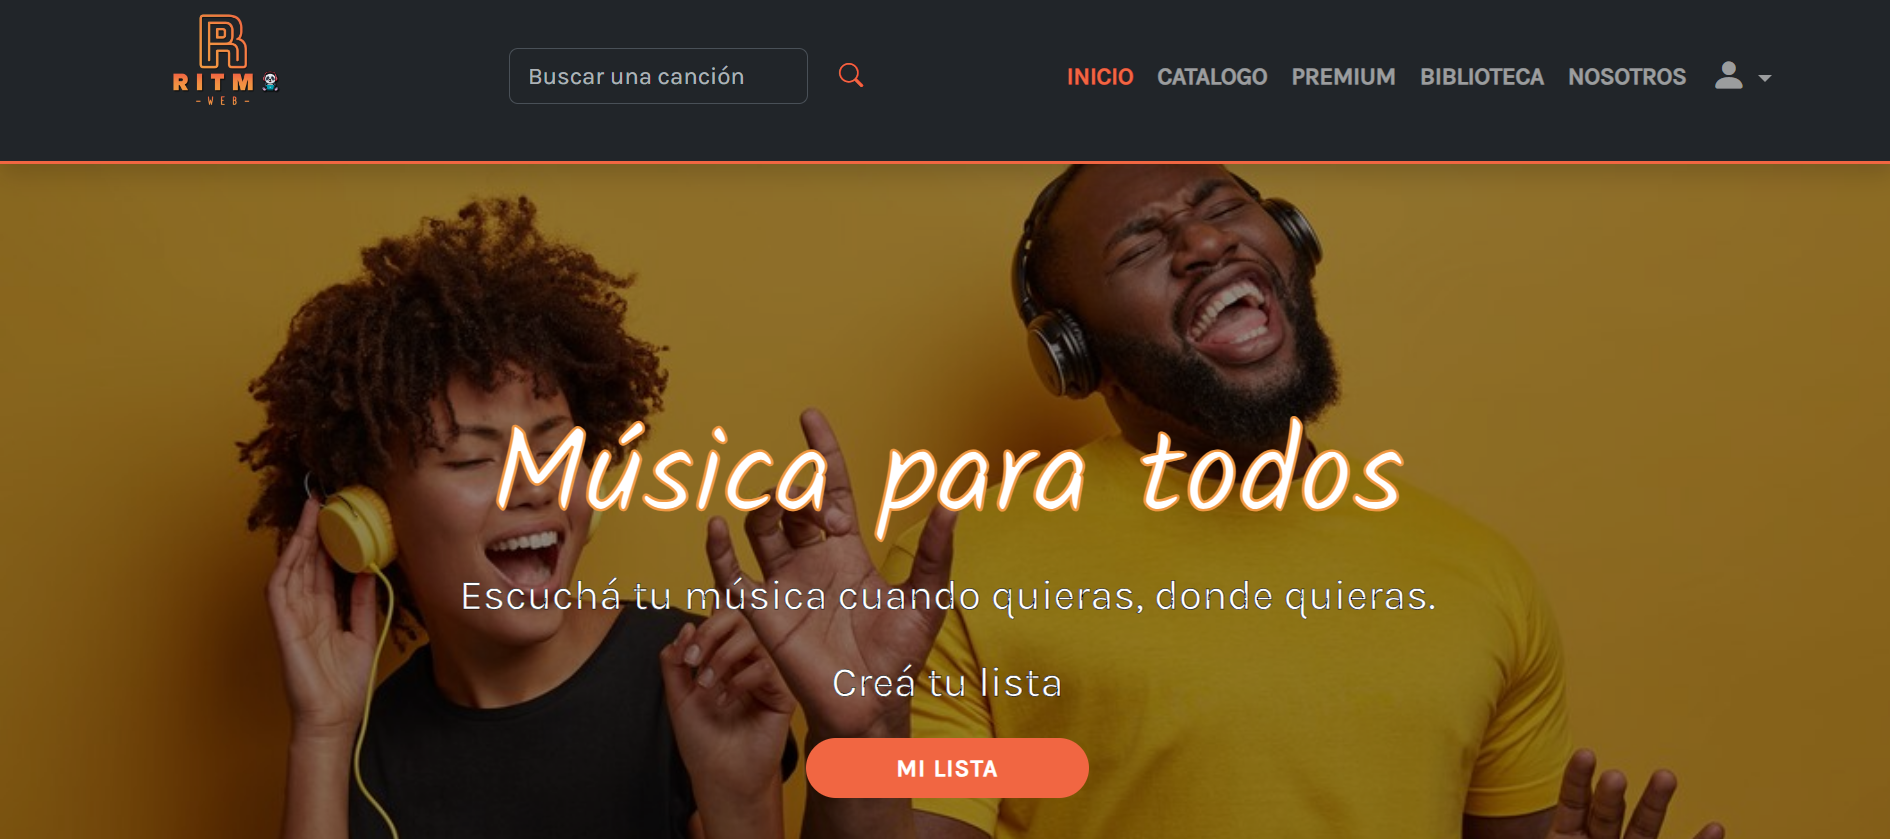 R
RITM
- WEB -
Buscar una canción
INICIO CATALOGO PREMIUM BIBLIOTECA NOSOTROS
Música para todos
Escuchá tu música cuando quieras, donde quieras.
Creá tu lista
MI LISTA